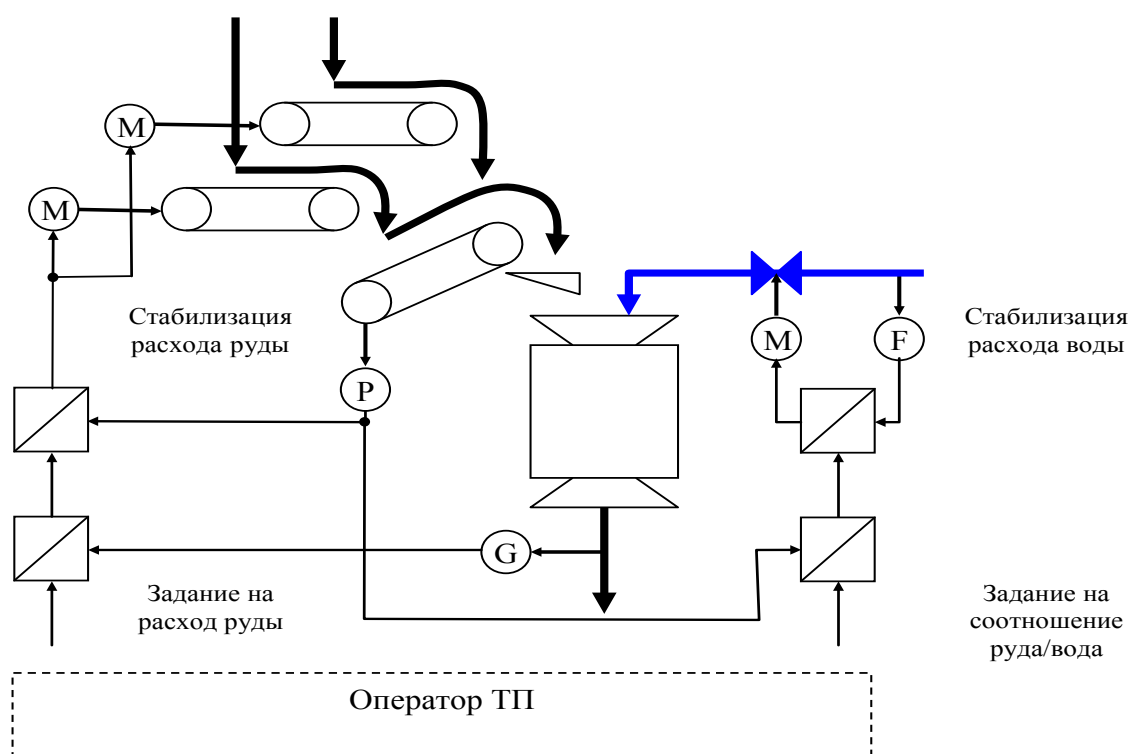 М
М
Стабилизация
расхода руды
Р
М
F
Стабилизация
расхода воды
G
Задание на
расход руды
Задание на
соотношение
руда/вода
Оператор ТП